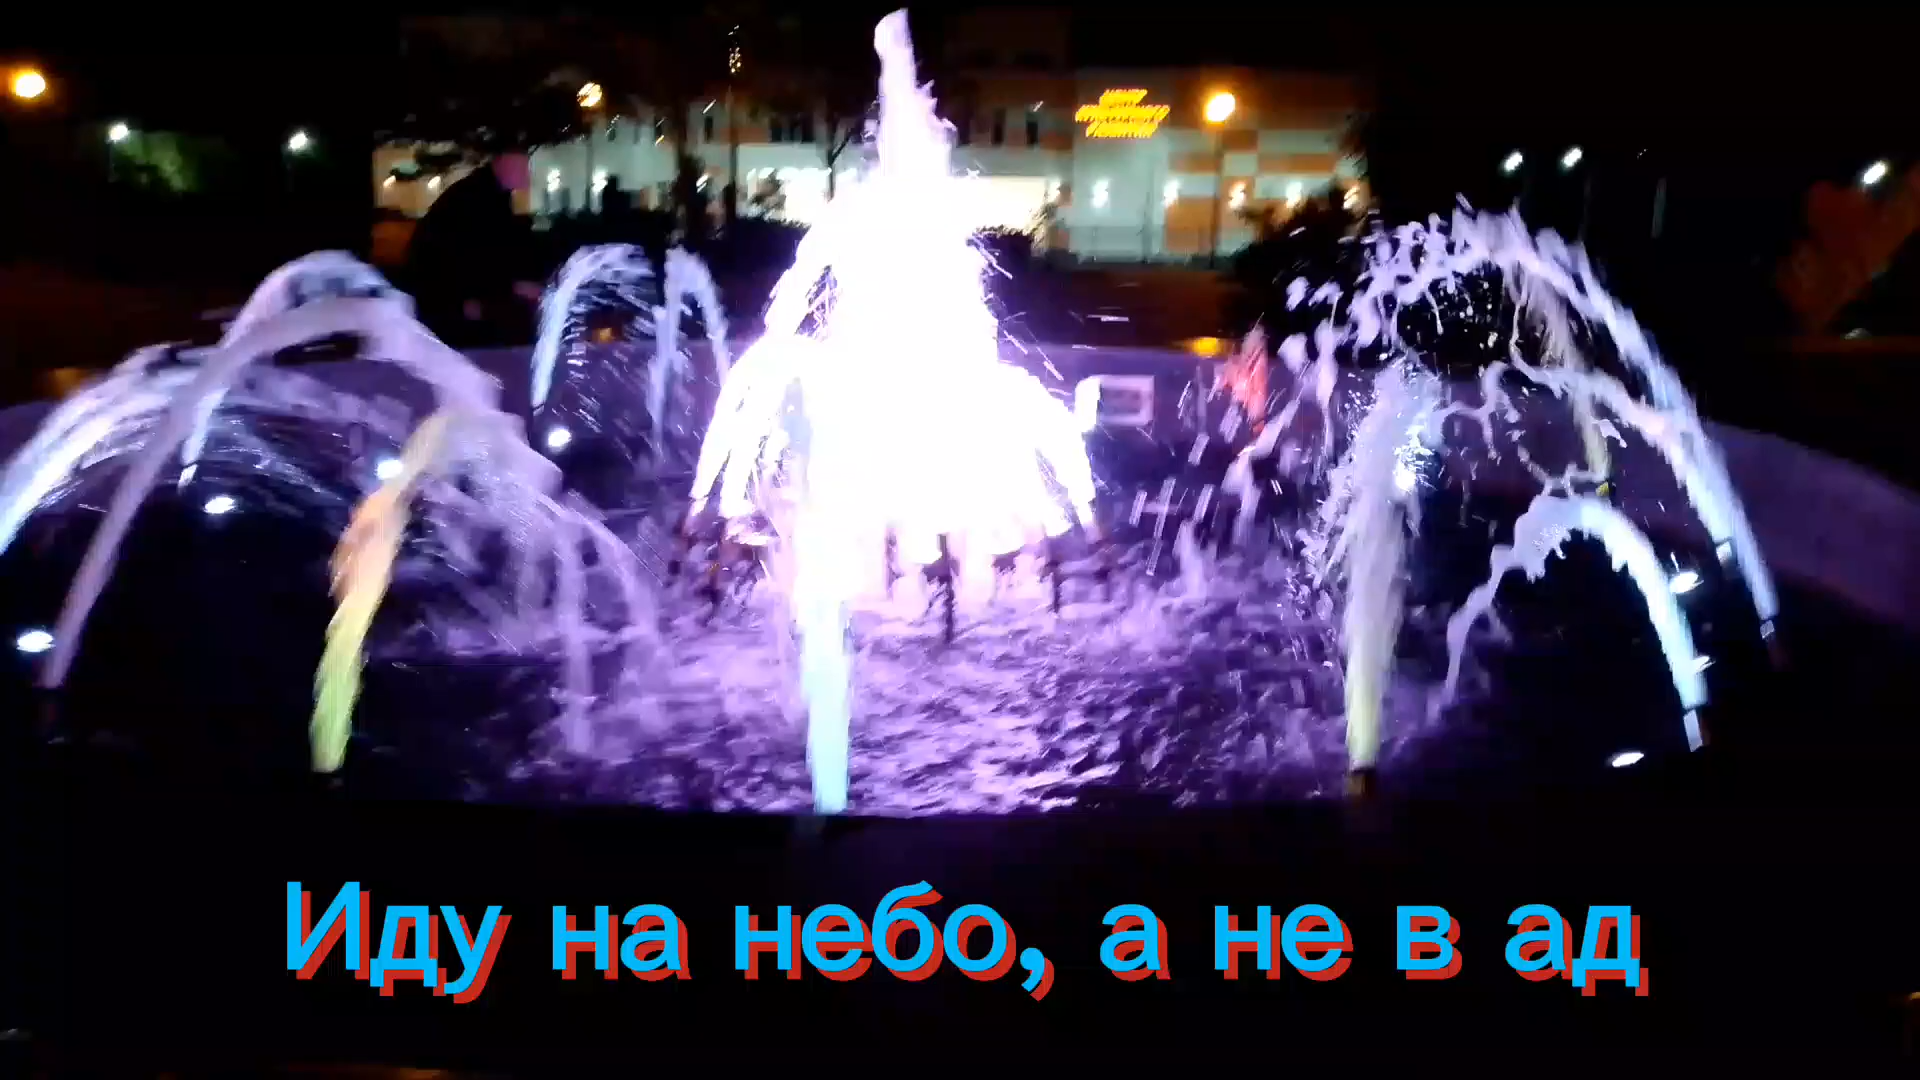 Иду на небо, а не в ад